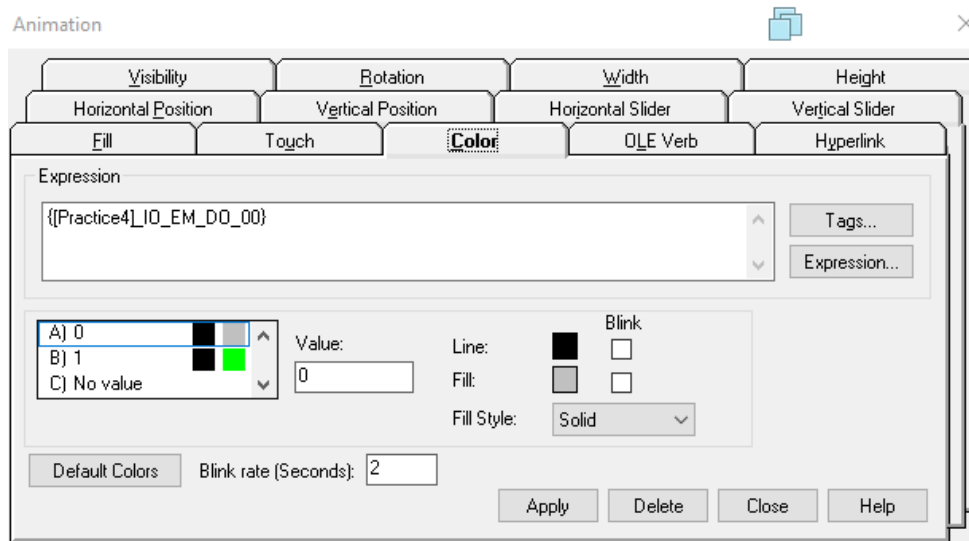 Animation
Visibility
Rotation
Width
Height
Horizontal Position
Vertical Position
Horizontal Slider
Vertical Slider
Fill
Touch
Color
OLE Verb
Hyperlink
Expression
{[Practice4]_IO_EM_DO_00}
Tags...
Expression...
A) 0
B) 1
C) No value
Value:
0
Blink
Line:
Fill:
Fill Style:
Solid
Default Colors
Blink rate (Seconds):
2
Apply
Delete
Close
Help